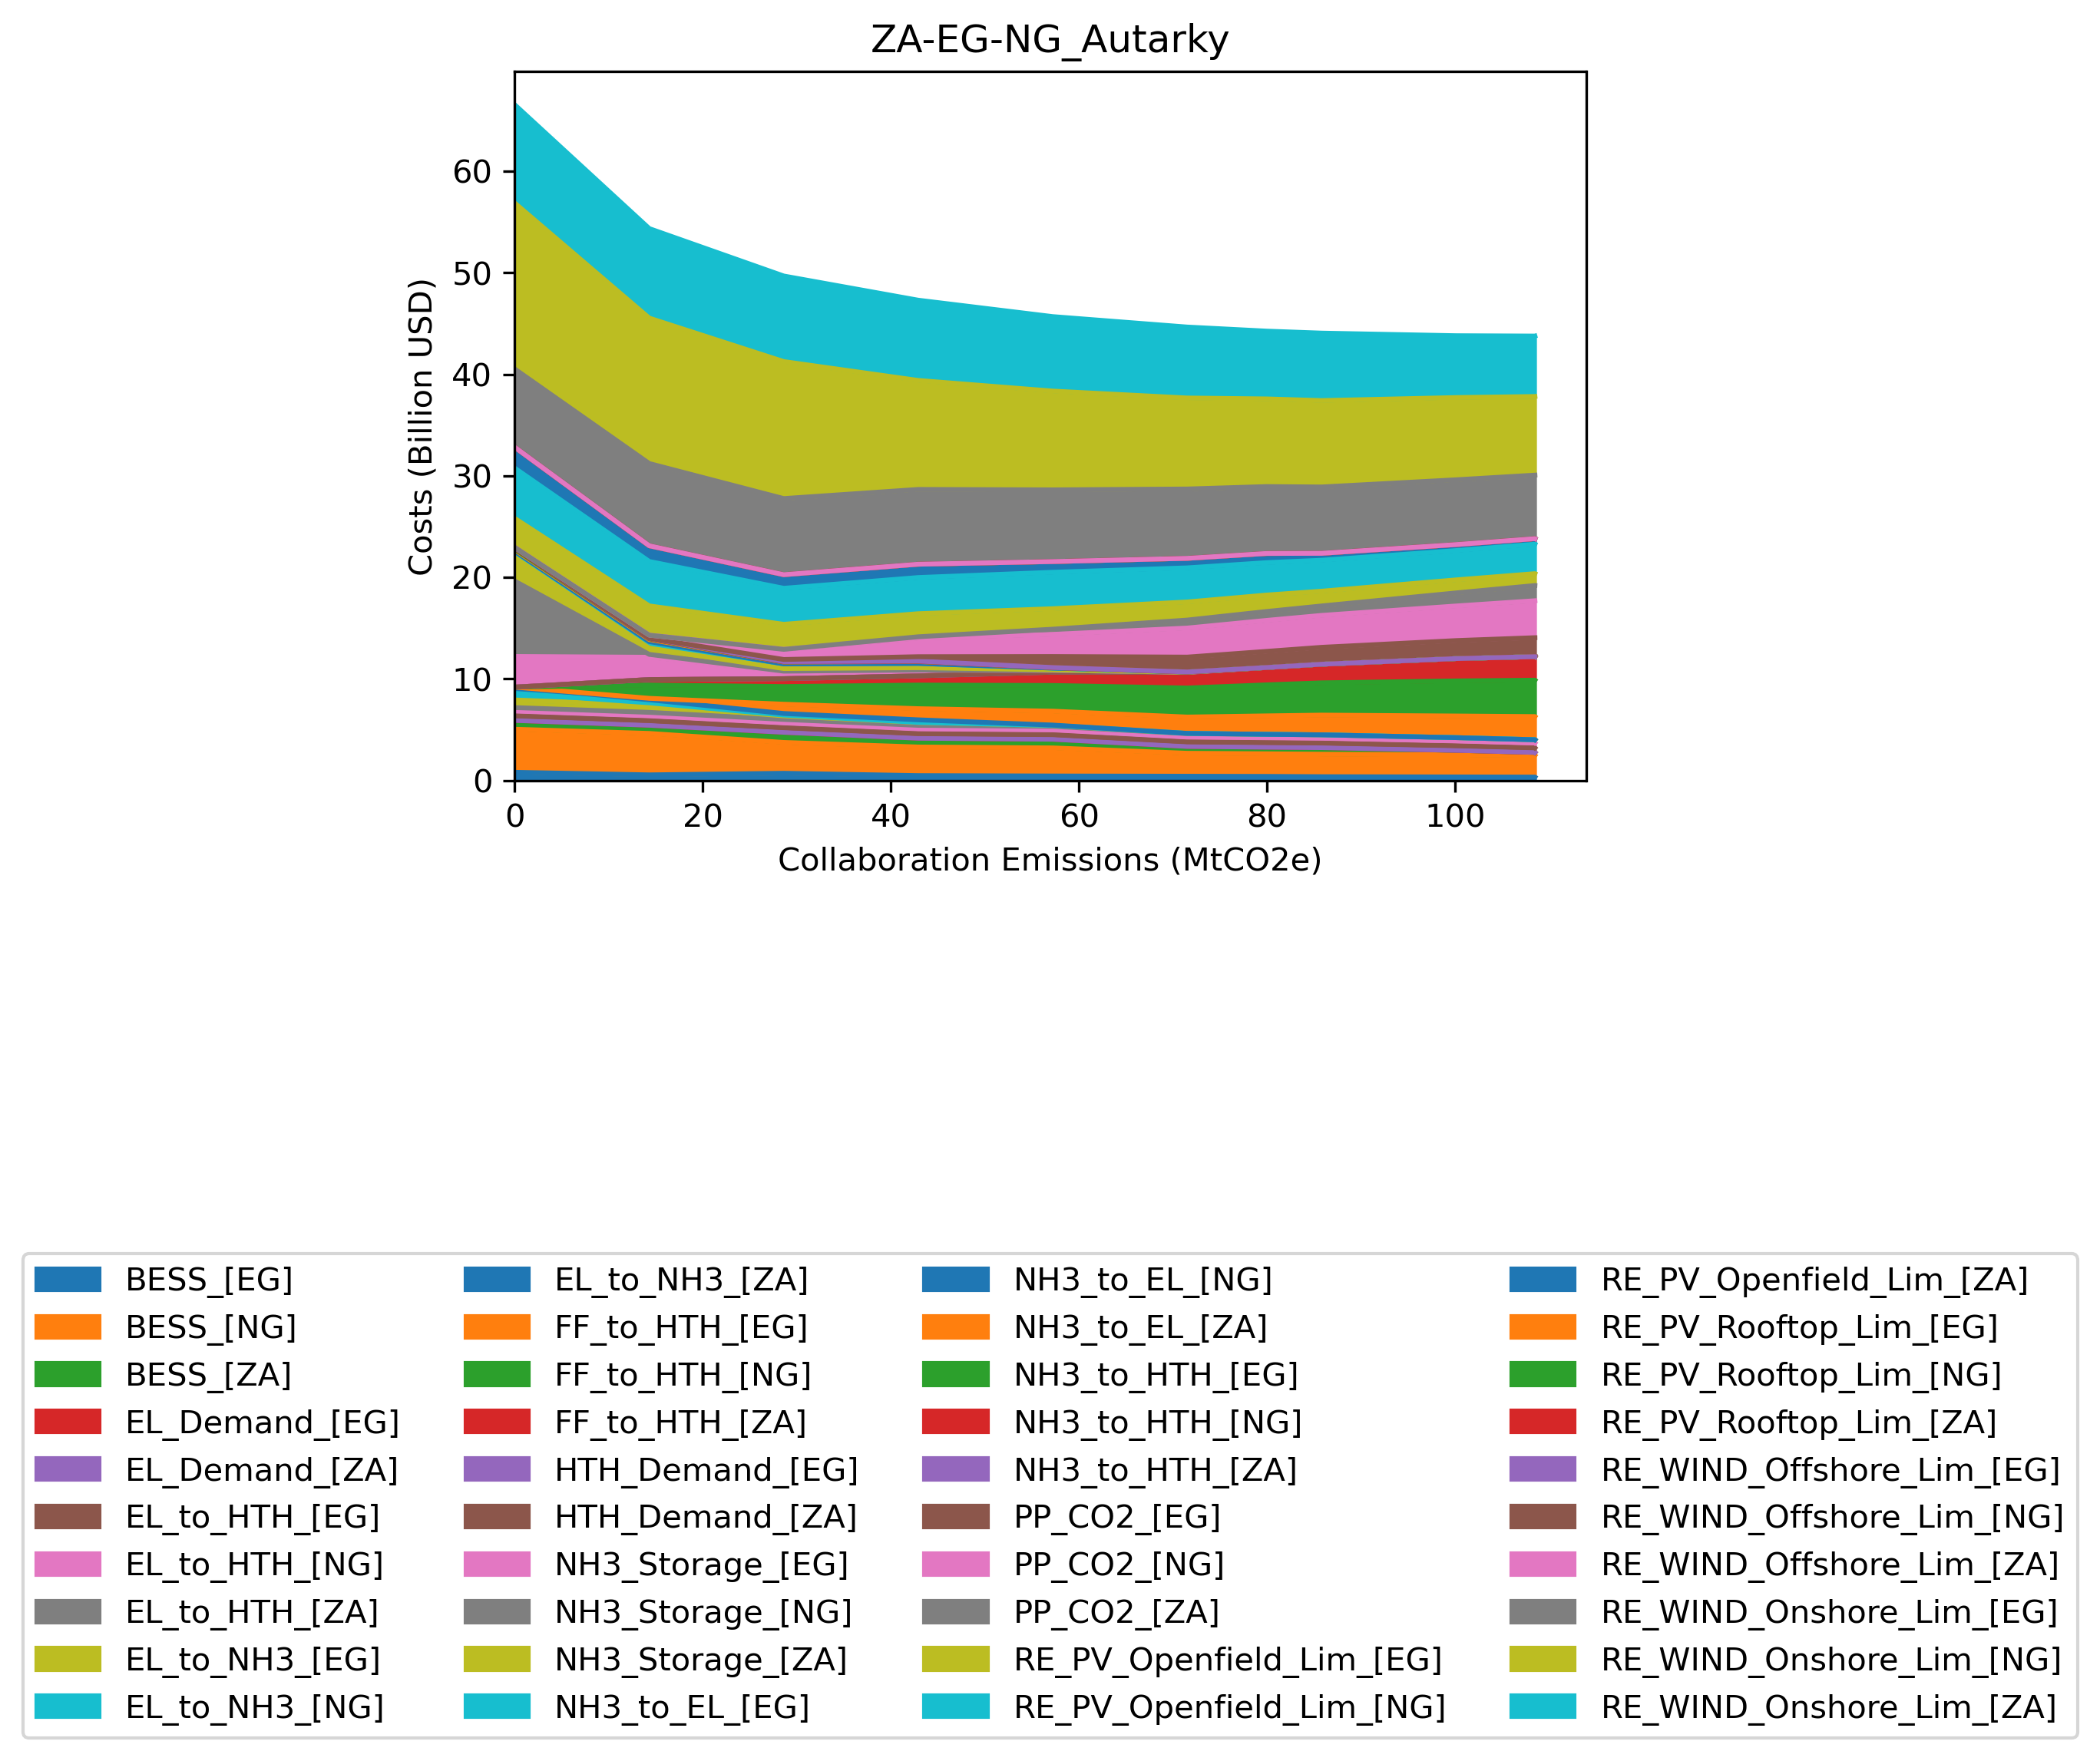 ZA-EG-NG_Autarky
60
50
40
30
20
10
0
Costs (Billion USD)
0 20 40 60 80 100
Collaboration Emissions (MtCO2e)
BESS_[EG] EL_to_NH3_[ZA] NH3_to_EL_[NG] RE_PV_Openfield_Lim_[ZA]
BESS_[NG] FF_to_HTH_[EG] NH3_to_EL_[ZA] RE_PV_Rooftop_Lim_[EG]
BESS_[ZA] FF_to_HTH_[NG] NH3_to_HTH_[EG] RE_PV_Rooftop_Lim_[NG]
EL_Demand_[EG] FF_to_HTH_[ZA] NH3_to_HTH_[NG] RE_PV_Rooftop_Lim_[ZA]
EL_Demand_[ZA] HTH_Demand_[EG] NH3_to_HTH_[ZA] RE_WIND_Offshore_Lim_[EG]
EL_to_HTH_[EG] HTH_Demand_[ZA] PP_CO2_[EG] RE_WIND_Offshore_Lim_[NG]
EL_to_HTH_[NG] NH3_Storage_[EG] PP_CO2_[NG] RE_WIND_Offshore_Lim_[ZA]
EL_to_HTH_[ZA] NH3_Storage_[NG] PP_CO2_[ZA] RE_WIND_Onshore_Lim_[EG]
EL_to_NH3_[EG] NH3_Storage_[ZA] RE_PV_Openfield_Lim_[EG] RE_WIND_Onshore_Lim_[NG]
EL_to_NH3_[NG] NH3_to_EL_[EG] RE_PV_Openfield_Lim_[NG] RE_WIND_Onshore_Lim_[ZA]